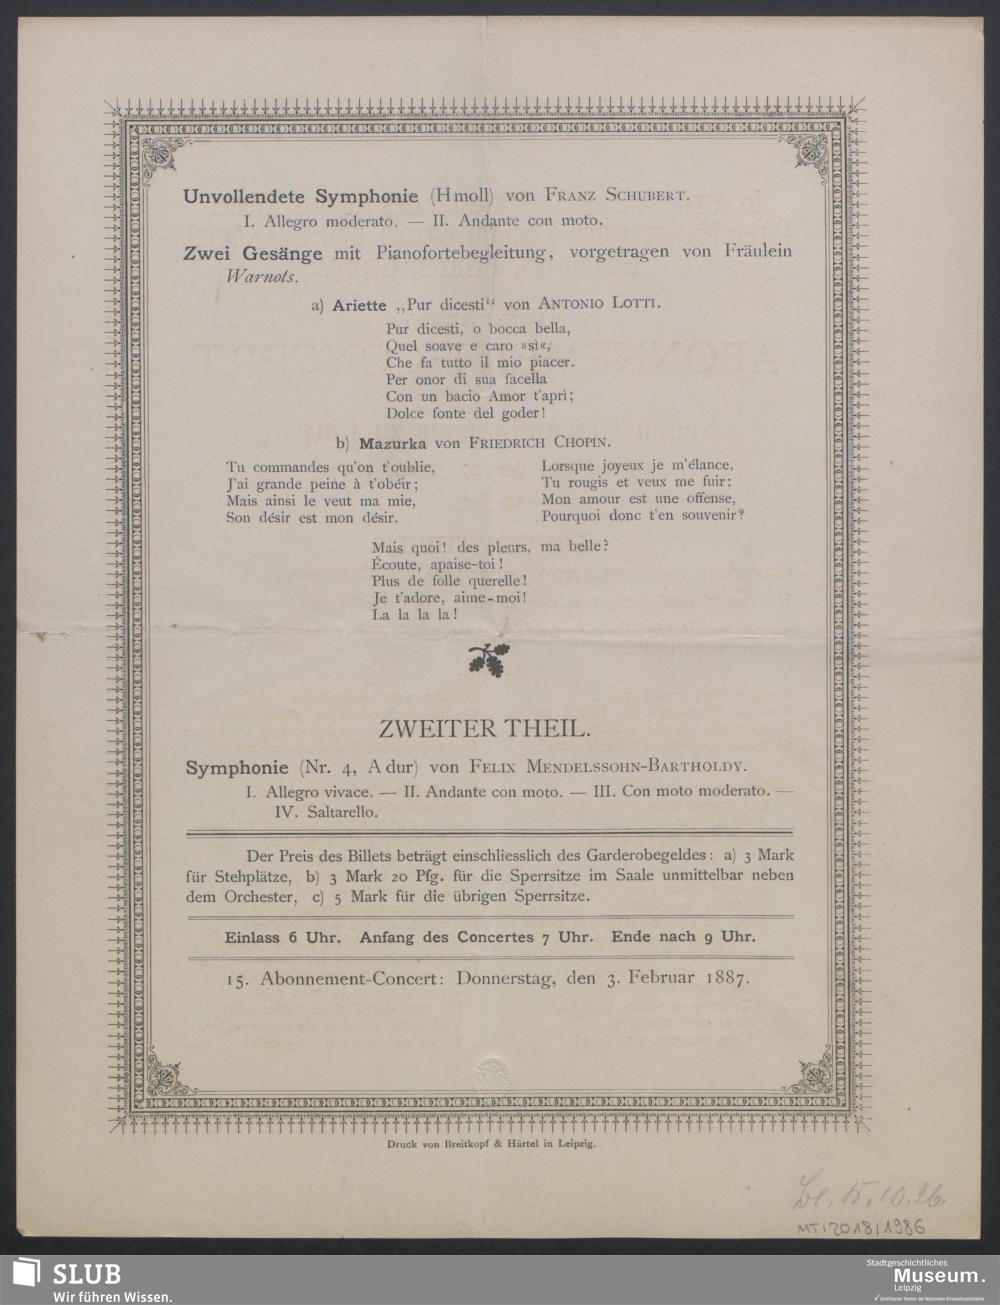 Unvollendete Symphonie (H moll) von FRANZ SCHUBERT.
I. Allegro moderato. — II. Andante con moto.
Zwei Gesänge mit Pianofortebegleitung, vorgetragen von Fräulein
Warnots.
a) Ariette „Pur dicesti“ von ANTONIO LOTTI.
Pur dicesti, o bocca bella,
Quel soave e caro »sì«,
Che fa tutto il mio piacer.
Per onor di sua facella
Con un bacio Amor t'aprì;
Dolce fonte del goder!
b) Mazurka von FRIEDRICH CHOPIN.
Tu commandes qu'on t'oublie,
J'ai grande peine à t'obéir;
Mais ainsi le veut ma mie,
Son désir est mon désir.
Lorsque joyeux je m'élance,
Tu rougis et veux me fuir;
Mon amour est une offense,
Pourquoi donc t'en souvenir?
Mais quoi! des pleurs, ma belle?
Écoute, apaise-toi!
Plus de folle querelle!
Je t'adore, aime-moi!
La la la la!
ZWEITER THEIL.
Symphonie (Nr. 4, A dur) von FELIX MENDELSSOHN-BARTHOLDY.
I. Allegro vivace. — II. Andante con moto. — III. Con moto moderato. —
IV. Saltarello.
Der Preis des Billets beträgt einschliesslich des Garderobegeldes: a) 3 Mark
für Stehplätze, b) 3 Mark 20 Pfg. für die Sperrsitze im Saale unmittelbar neben
dem Orchester, c) 5 Mark für die übrigen Sperrsitze.
Einlass 6 Uhr. Anfang des Concertes 7 Uhr. Ende nach 9 Uhr.
15. Abonnement-Concert: Donnerstag, den 3. Februar 1887.
Druck von Breitkopf & Härtel in Leipzig.
15.10.26.
MT/2018/1986
SLUB
Wir führen Wissen.
Stadtgeschichtliches
Museum.
Leipzig
Zertifizierter Partner der Nationalen Klimaschutzinitiative